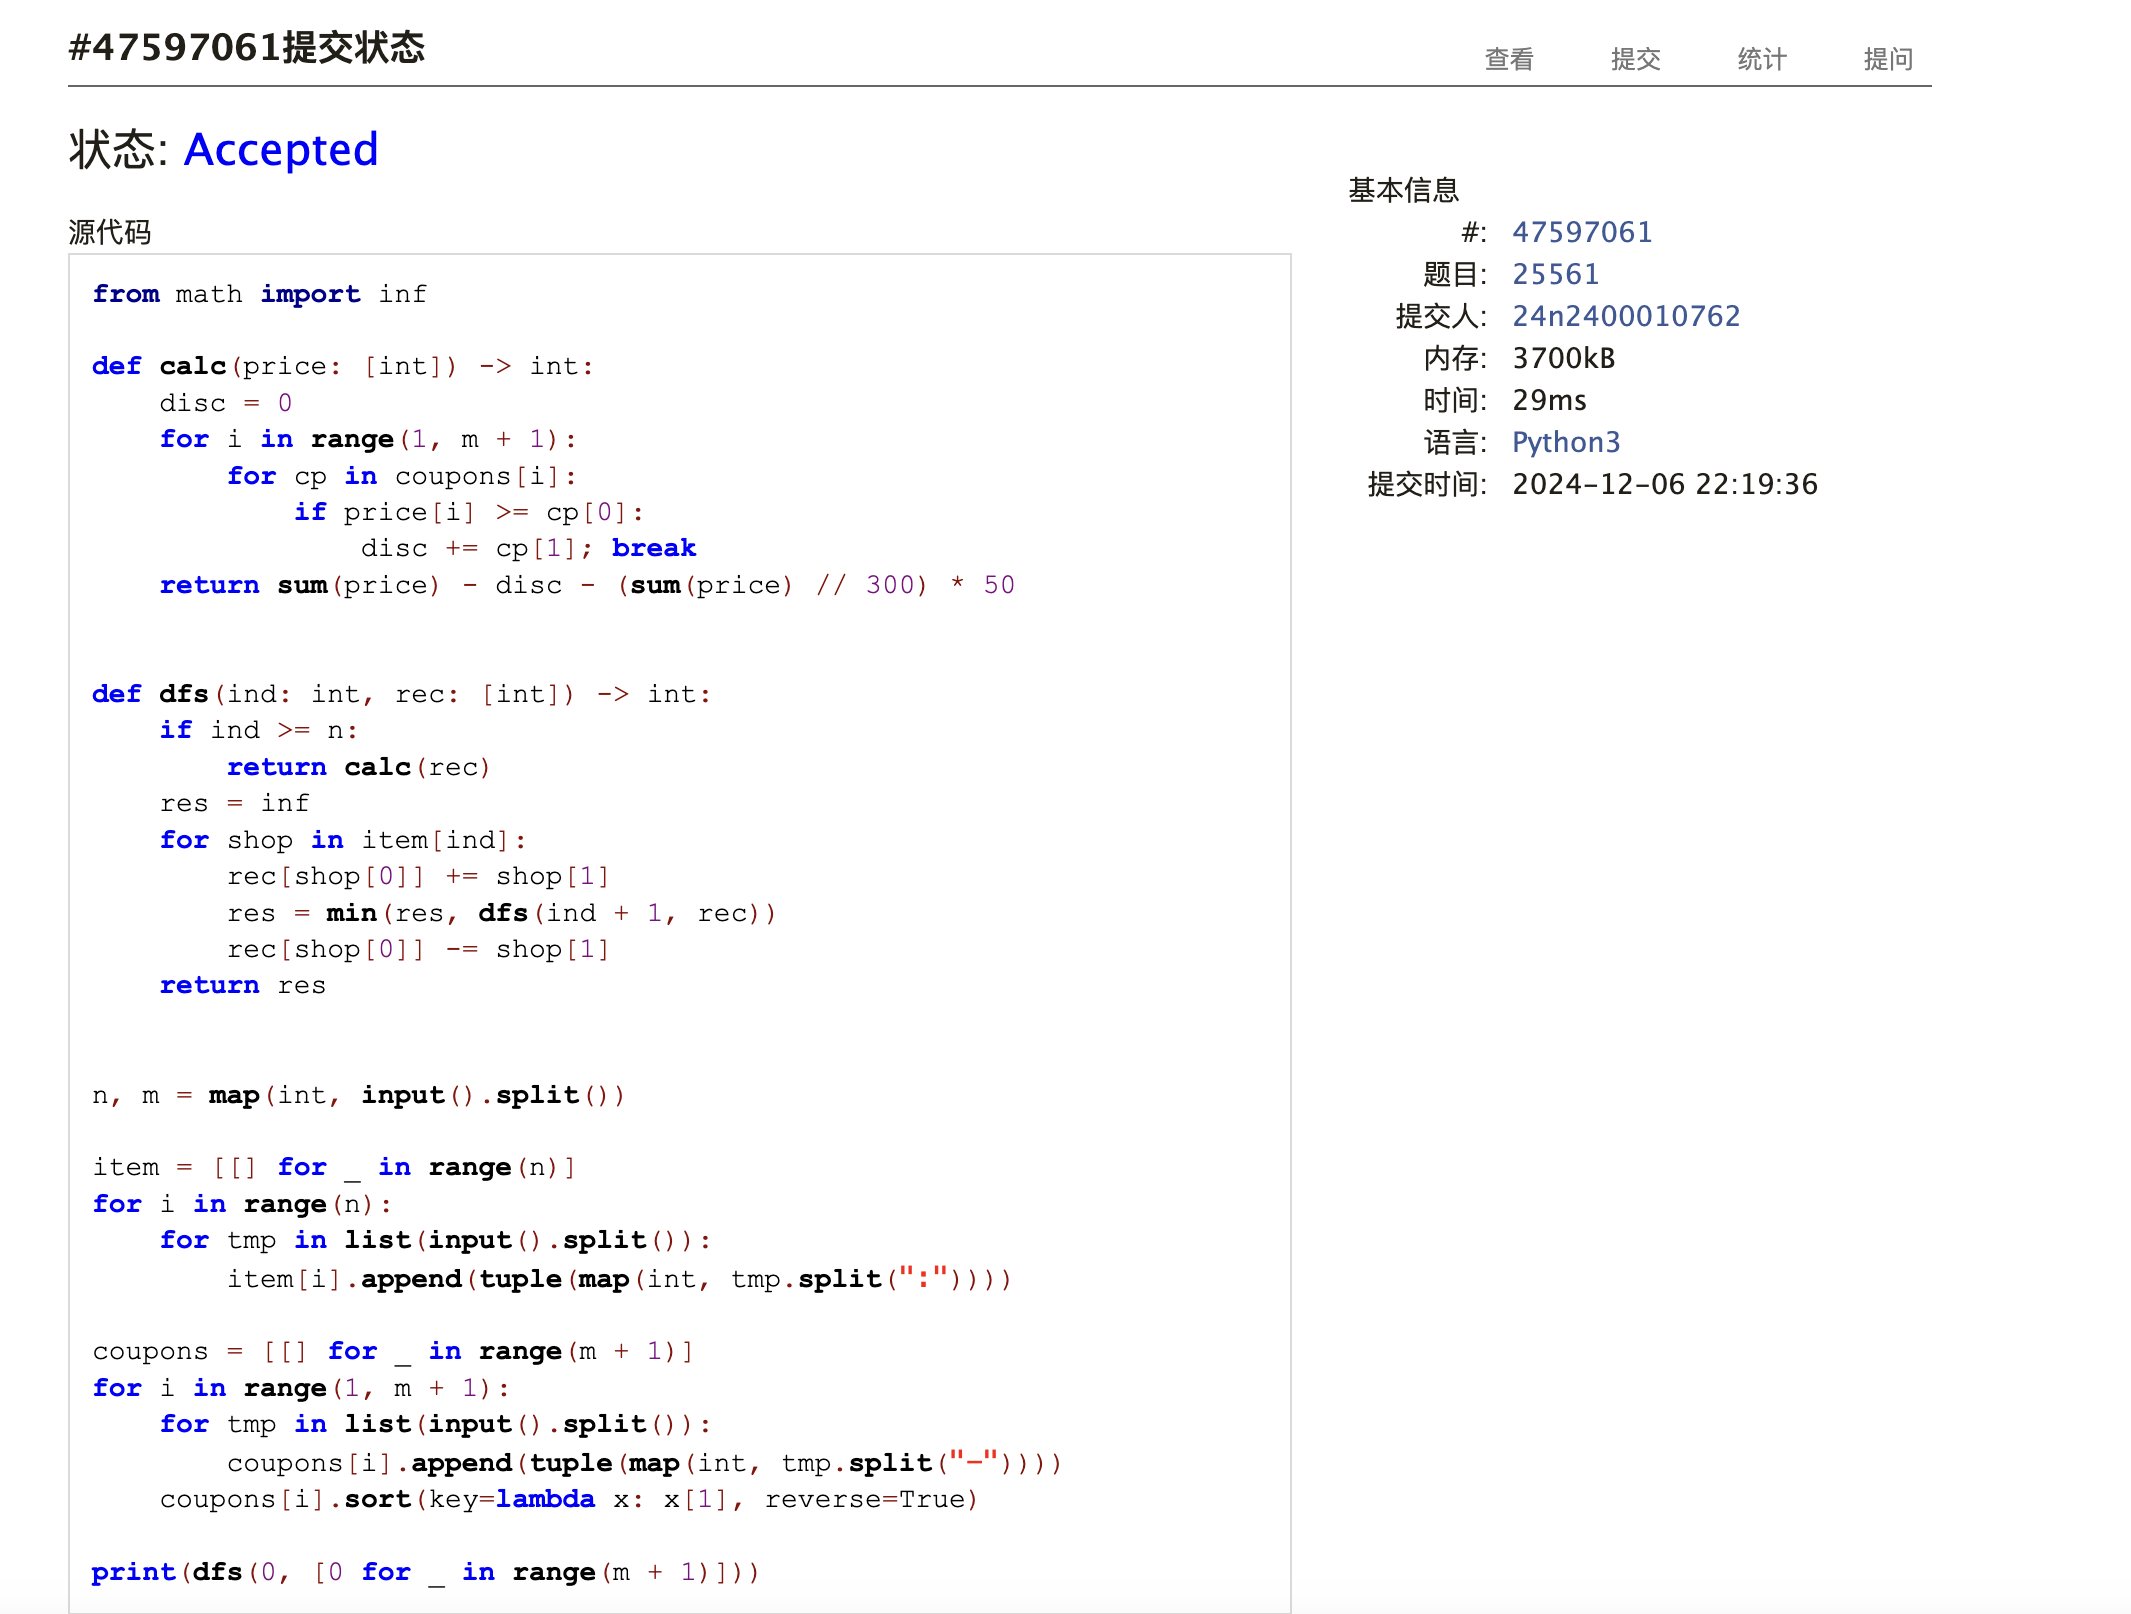 #47597061提交状态
查看 提交 统计 提问
状态: Accepted
源代码
from math import inf

def calc(price: [int]) -> int:
    disc = 0
    for i in range(1, m + 1):
        for cp in coupons[i]:
            if price[i] >= cp[0]:
                disc += cp[1]; break
    return sum(price) - disc - (sum(price) // 300) * 50


def dfs(ind: int, rec: [int]) -> int:
    if ind >= n:
        return calc(rec)
    res = inf
    for shop in item[ind]:
        rec[shop[0]] += shop[1]
        res = min(res, dfs(ind + 1, rec))
        rec[shop[0]] -= shop[1]
    return res


n, m = map(int, input().split())

item = [[] for _ in range(n)]
for i in range(n):
    for tmp in list(input().split()):
        item[i].append(tuple(map(int, tmp.split(":"))))

coupons = [[] for _ in range(m + 1)]
for i in range(1, m + 1):
    for tmp in list(input().split()):
        coupons[i].append(tuple(map(int, tmp.split("-"))))
    coupons[i].sort(key=lambda x: x[1], reverse=True)

print(dfs(0, [0 for _ in range(m + 1)]))
基本信息
#: 47597061
题目: 25561
提交人: 24n2400010762
内存: 3700kB
时间: 29ms
语言: Python3
提交时间: 2024-12-06 22:19:36